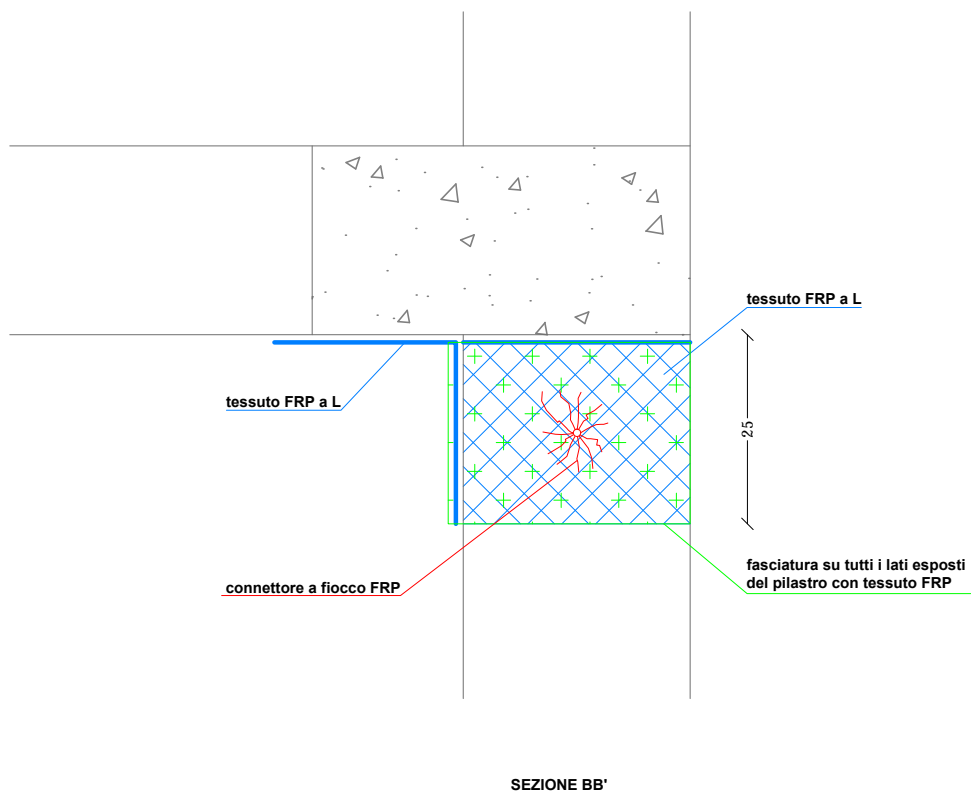 tessuto FRP a L
tessuto FRP a L
25
connettore a fiocco FRP
fasciatura su tutti i lati esposti
del pilastro con tessuto FRP
SEZIONE BB'